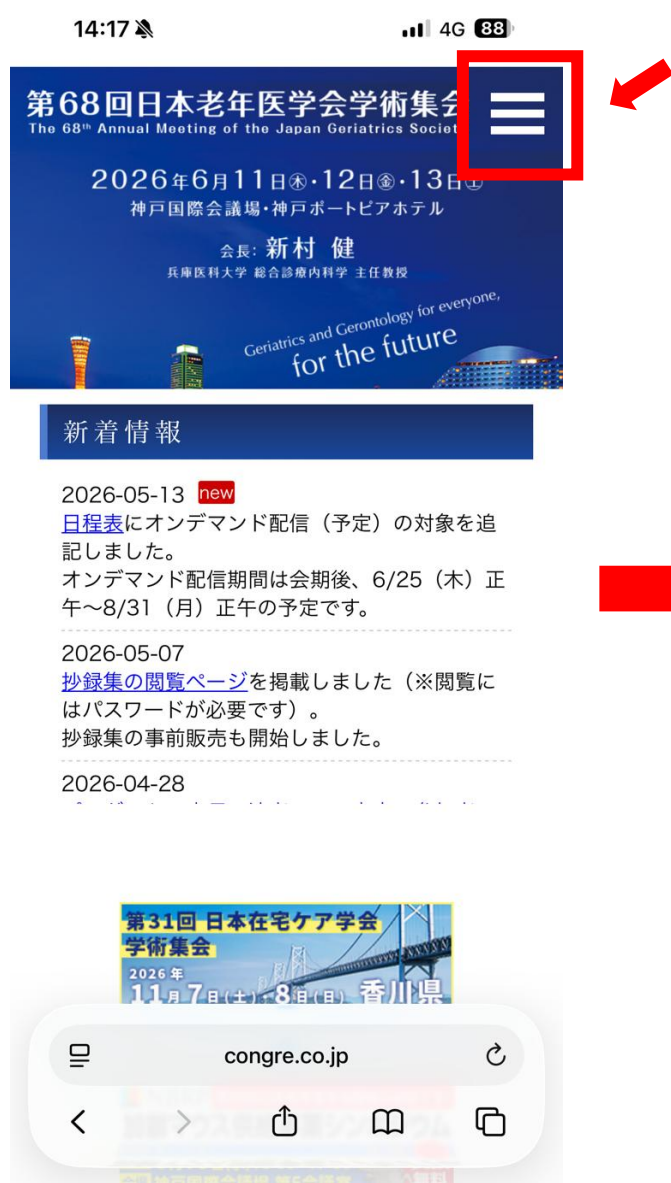 14:17
4G 88
第68回日本老年医学会学術集会
The 68th Annual Meeting of the Japan Geriatrics Societ
2026年6月11日㊍・12日㊎・13日㊏
神戸国際会議場・神戸ポートピアホテル
会長: 新村 健
兵庫医科大学 総合診療内科学 主任教授
Geriatrics and Gerontology for everyone,
for the future
新着情報
2026-05-13 new
日程表にオンデマンド配信（予定）の対象を追
記しました。
オンデマンド配信期間は会期後、6/25（木）正
午～8/31（月）正午の予定です。
2026-05-07
抄録集の閲覧ページを掲載しました（※閲覧に
はパスワードが必要です）。
抄録集の事前販売も開始しました。
2026-04-28
第31回 日本在宅ケア学会
学術集会
2026年
11月7日(土)・8日(日) 香川県
congre.co.jp